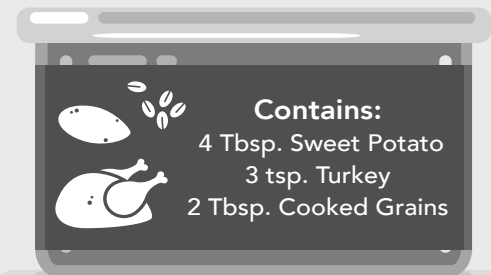 Contains:
4 Tbsp. Sweet Potato
3 tsp. Turkey
2 Tbsp. Cooked Grains